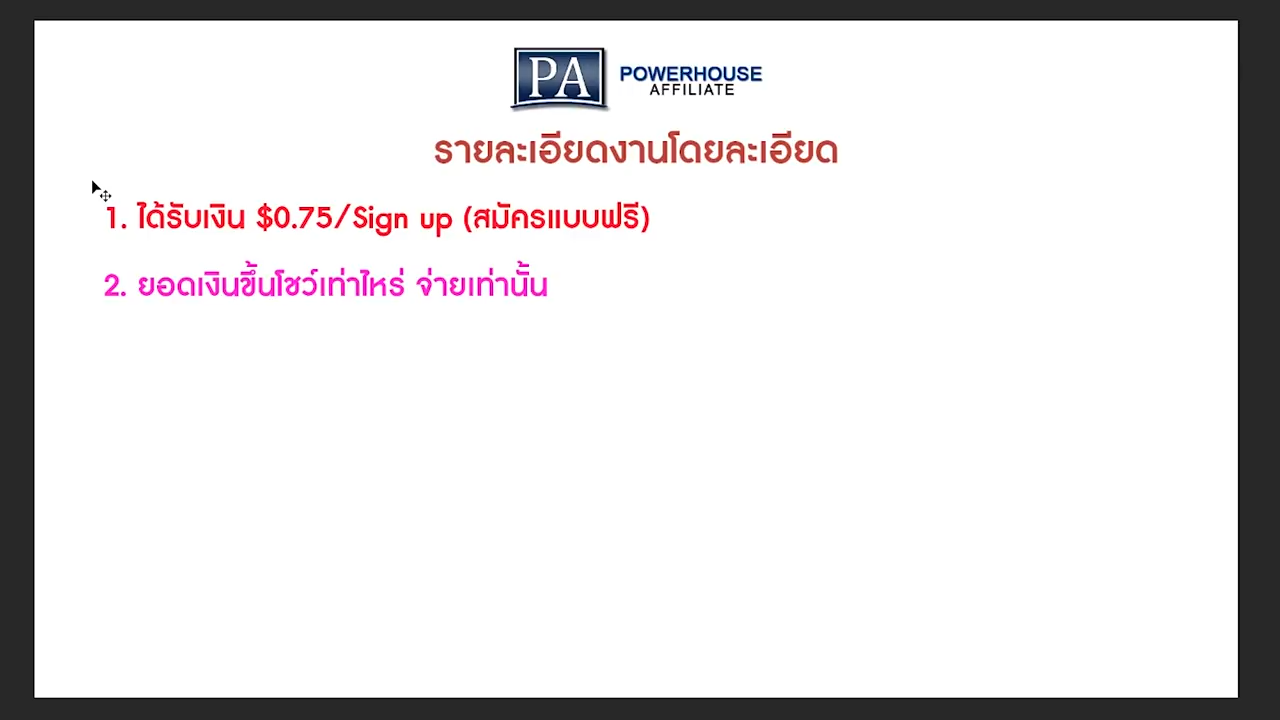 PA
POWERHOUSE
AFFILIATE
รายละเอียดงานโดยละเอียด
1. ได้รับเงิน $0.75/Sign up (สมัครแบบฟรี)
2. ยอดเงินขึ้นโชว์เท่าไหร่ จ่ายเท่านั้น